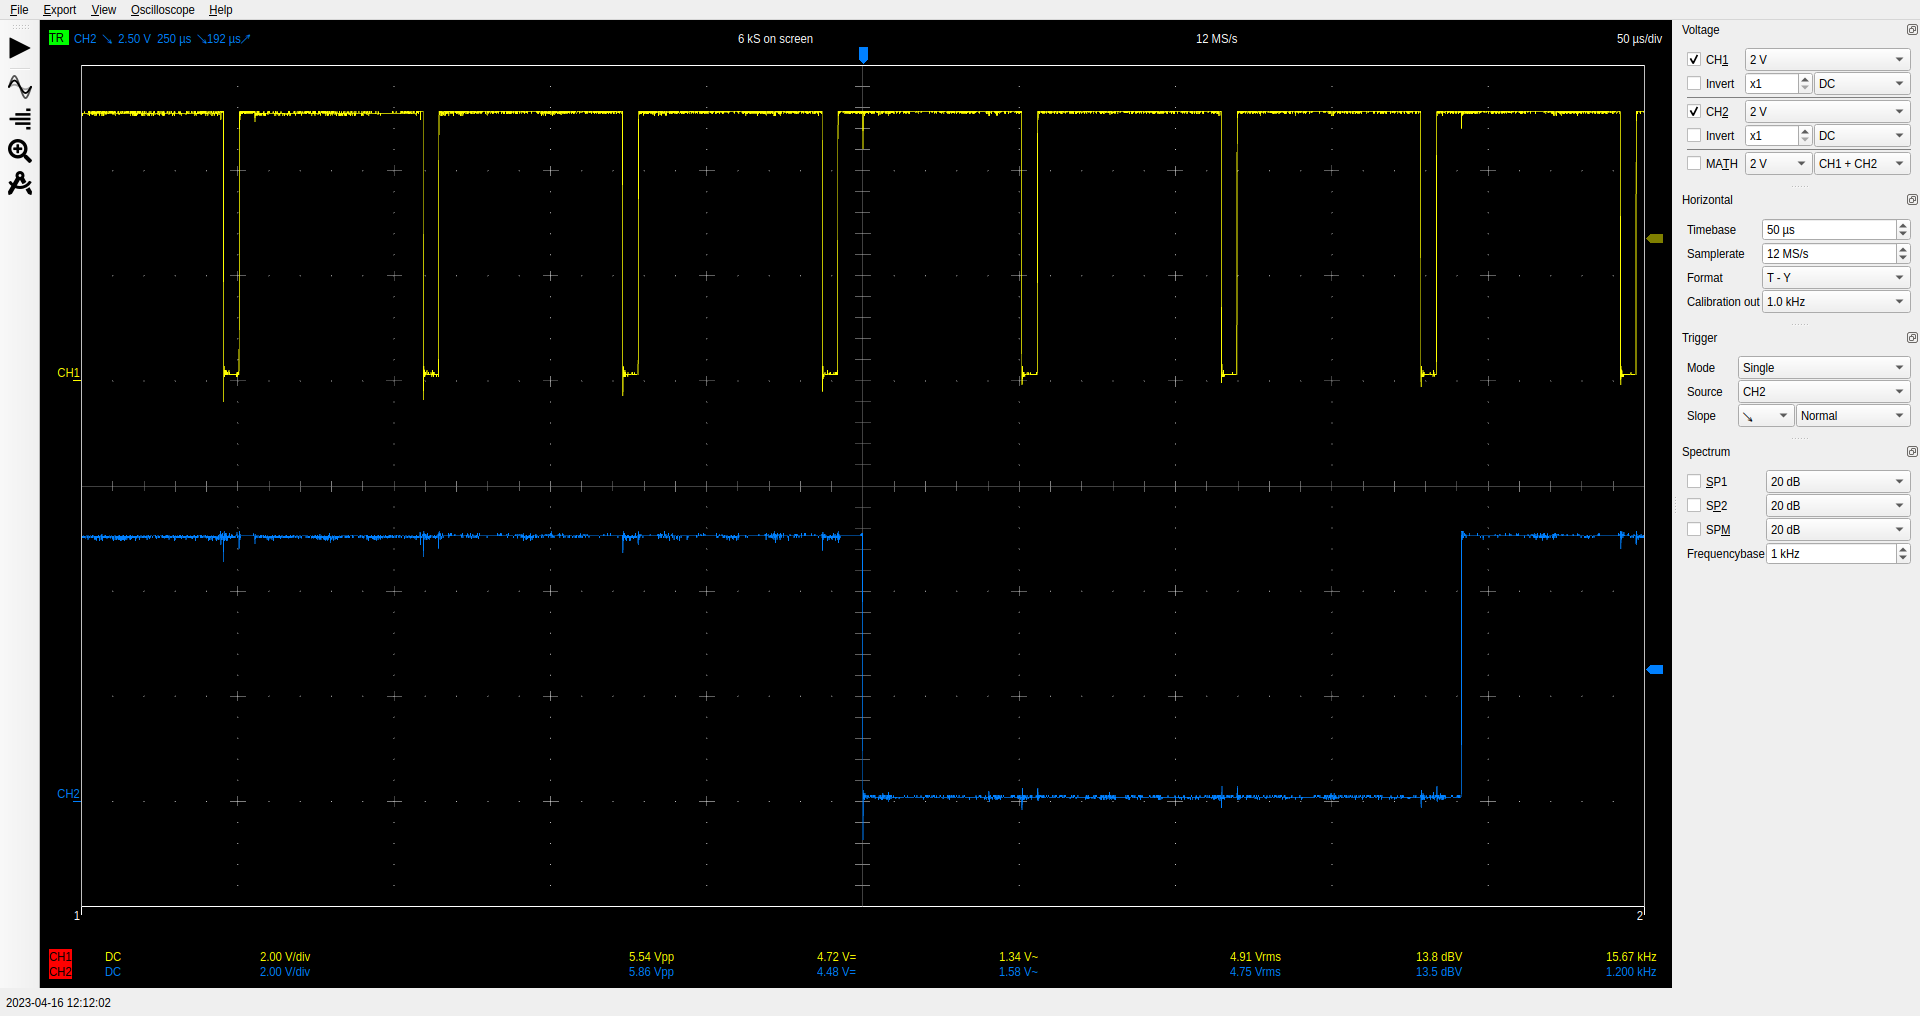 File Export View Oscilloscope Help
TR CH2 2.50 V 250 µs 192 µs 6 kS on screen 12 MS/s 50 µs/div
CH1
CH2
1 2
CH1 DC 2.00 V/div 5.54 Vpp 4.72 V= 1.34 V~ 4.91 Vrms 13.8 dBV 15.67 kHz
CH2 DC 2.00 V/div 5.86 Vpp 4.48 V= 1.58 V~ 4.75 Vrms 13.5 dBV 1.200 kHz
Voltage
CH1 2 V
Invert x1 DC
CH2 2 V
Invert x1 DC
MATH 2 V CH1 + CH2
Horizontal
Timebase 50 µs
Samplerate 12 MS/s
Format T - Y
Calibration out 1.0 kHz
Trigger
Mode Single
Source CH2
Slope Normal
Spectrum
SP1 20 dB
SP2 20 dB
SPM 20 dB
Frequencybase 1 kHz
2023-04-16 12:12:02